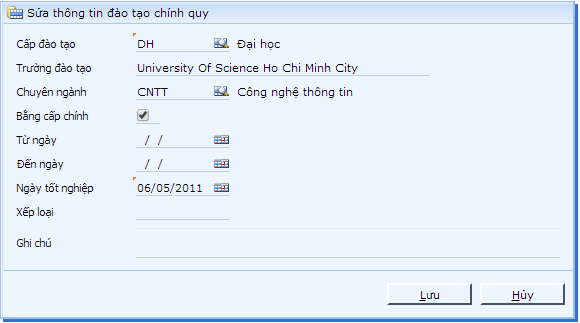 Sửa thông tin đào tạo chính quy
Cấp đào tạo DH Đại học
Trường đào tạo University Of Science Ho Chi Minh City
Chuyên ngành CNTT Công nghệ thông tin
Bằng cấp chính
Từ ngày / /
Đến ngày / /
Ngày tốt nghiệp 06/05/2011
Xếp loại
Ghi chú
Lưu Hủy